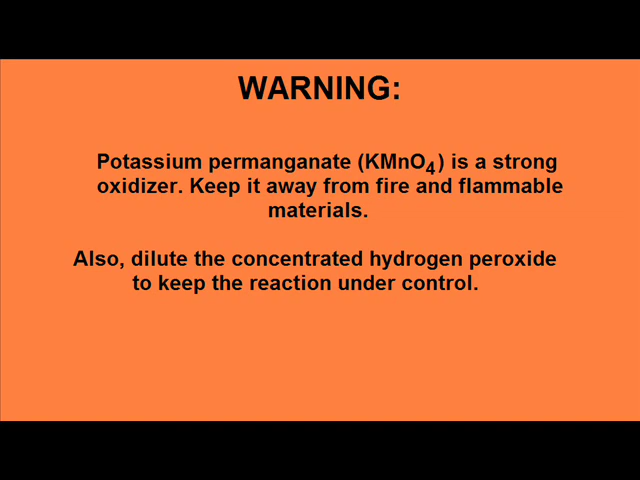 WARNING:
Potassium permanganate (KMnO4) is a strong
oxidizer. Keep it away from fire and flammable
materials.
Also, dilute the concentrated hydrogen peroxide
to keep the reaction under control.